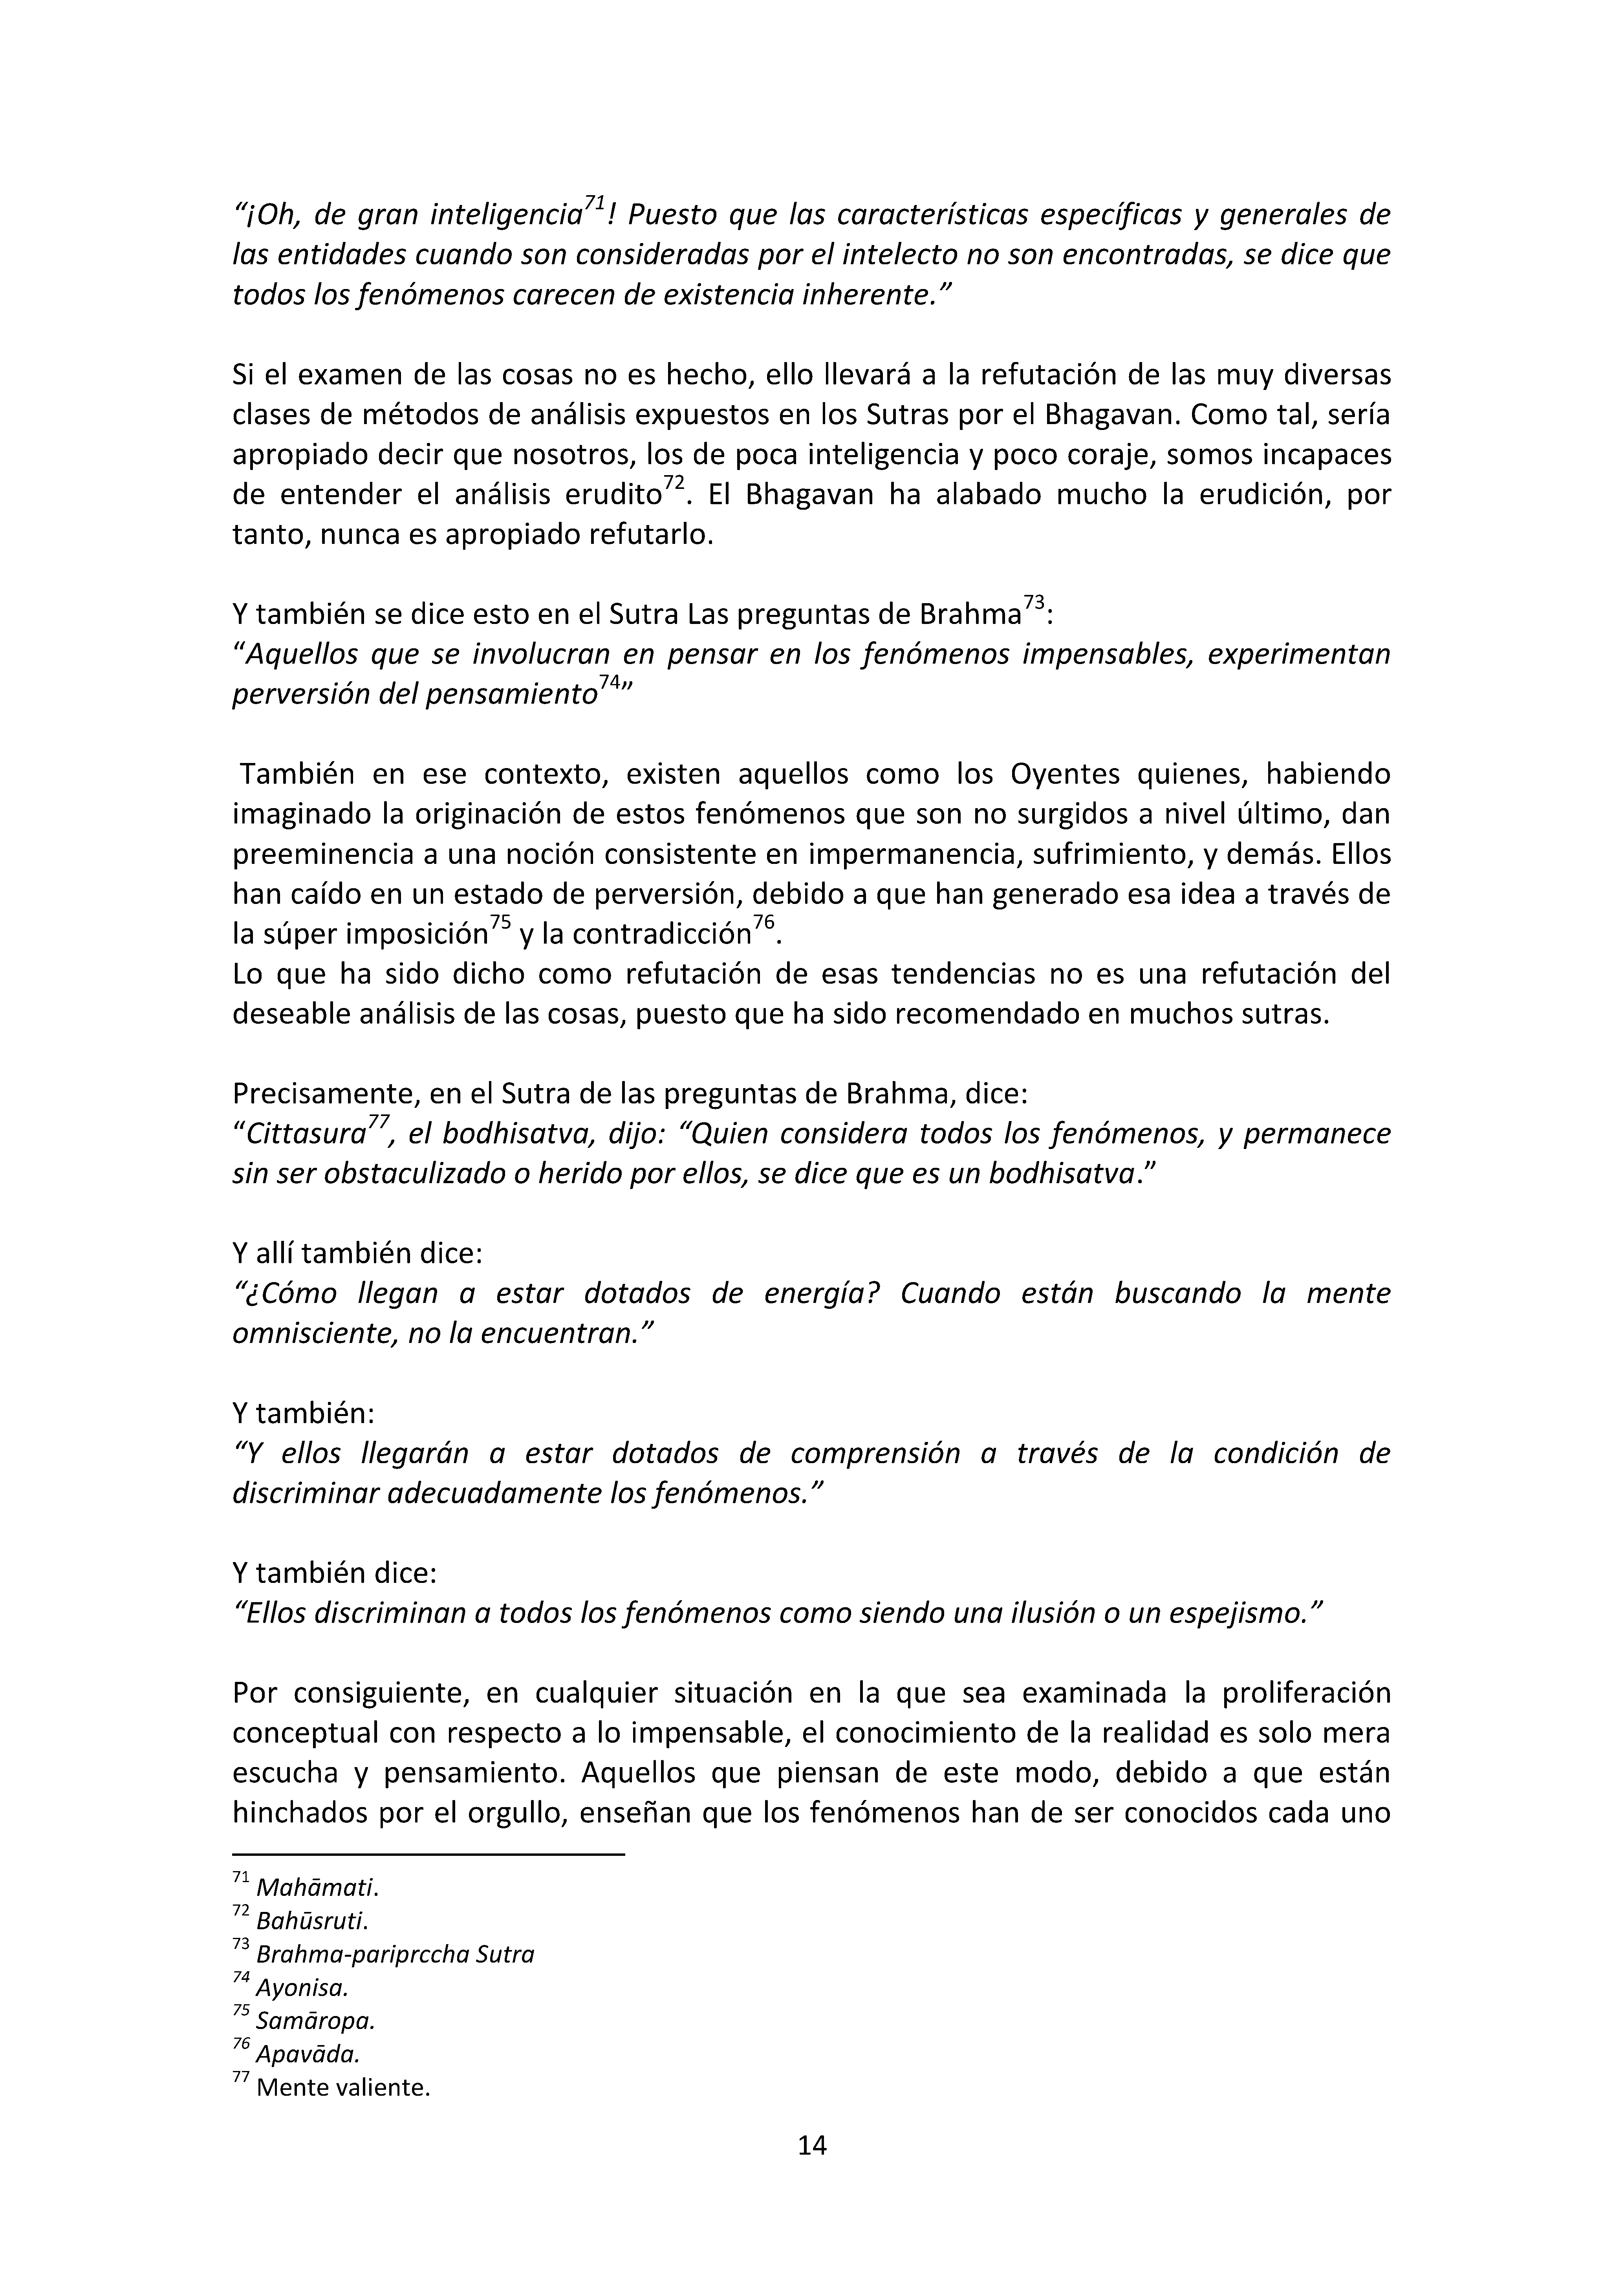 “¡Oh, de gran inteligencia71! Puesto que las características específicas y generales de
las entidades cuando son consideradas por el intelecto no son encontradas, se dice que
todos los fenómenos carecen de existencia inherente.”
Si el examen de las cosas no es hecho, ello llevará a la refutación de las muy diversas
clases de métodos de análisis expuestos en los Sutras por el Bhagavan. Como tal, sería
apropiado decir que nosotros, los de poca inteligencia y poco coraje, somos incapaces
de entender el análisis erudito72. El Bhagavan ha alabado mucho la erudición, por
tanto, nunca es apropiado refutarlo.
Y también se dice esto en el Sutra Las preguntas de Brahma73:
“Aquellos que se involucran en pensar en los fenómenos impensables, experimentan
perversión del pensamiento74”
También en ese contexto, existen aquellos como los Oyentes quienes, habiendo
imaginado la originación de estos fenómenos que son no surgidos a nivel último, dan
preeminencia a una noción consistente en impermanencia, sufrimiento, y demás. Ellos
han caído en un estado de perversión, debido a que han generado esa idea a través de
la súper imposición75 y la contradicción76.
Lo que ha sido dicho como refutación de esas tendencias no es una refutación del
deseable análisis de las cosas, puesto que ha sido recomendado en muchos sutras.
Precisamente, en el Sutra de las preguntas de Brahma, dice:
“Cittasura77, el bodhisatva, dijo: “Quien considera todos los fenómenos, y permanece
sin ser obstaculizado o herido por ellos, se dice que es un bodhisatva.”
Y allí también dice:
“¿Cómo llegan a estar dotados de energía? Cuando están buscando la mente
omnisciente, no la encuentran.”
Y también:
“Y ellos llegarán a estar dotados de comprensión a través de la condición de
discriminar adecuadamente los fenómenos.”
Y también dice:
“Ellos discriminan a todos los fenómenos como siendo una ilusión o un espejismo.”
Por consiguiente, en cualquier situación en la que sea examinada la proliferación
conceptual con respecto a lo impensable, el conocimiento de la realidad es solo mera
escucha y pensamiento. Aquellos que piensan de este modo, debido a que están
hinchados por el orgullo, enseñan que los fenómenos han de ser conocidos cada uno
71 Mahāmati.
72 Bahūsruti.
73 Brahma-pariprccha Sutra
74 Ayonisa.
75 Samāropa.
76 Apavāda.
77 Mente valiente.
14